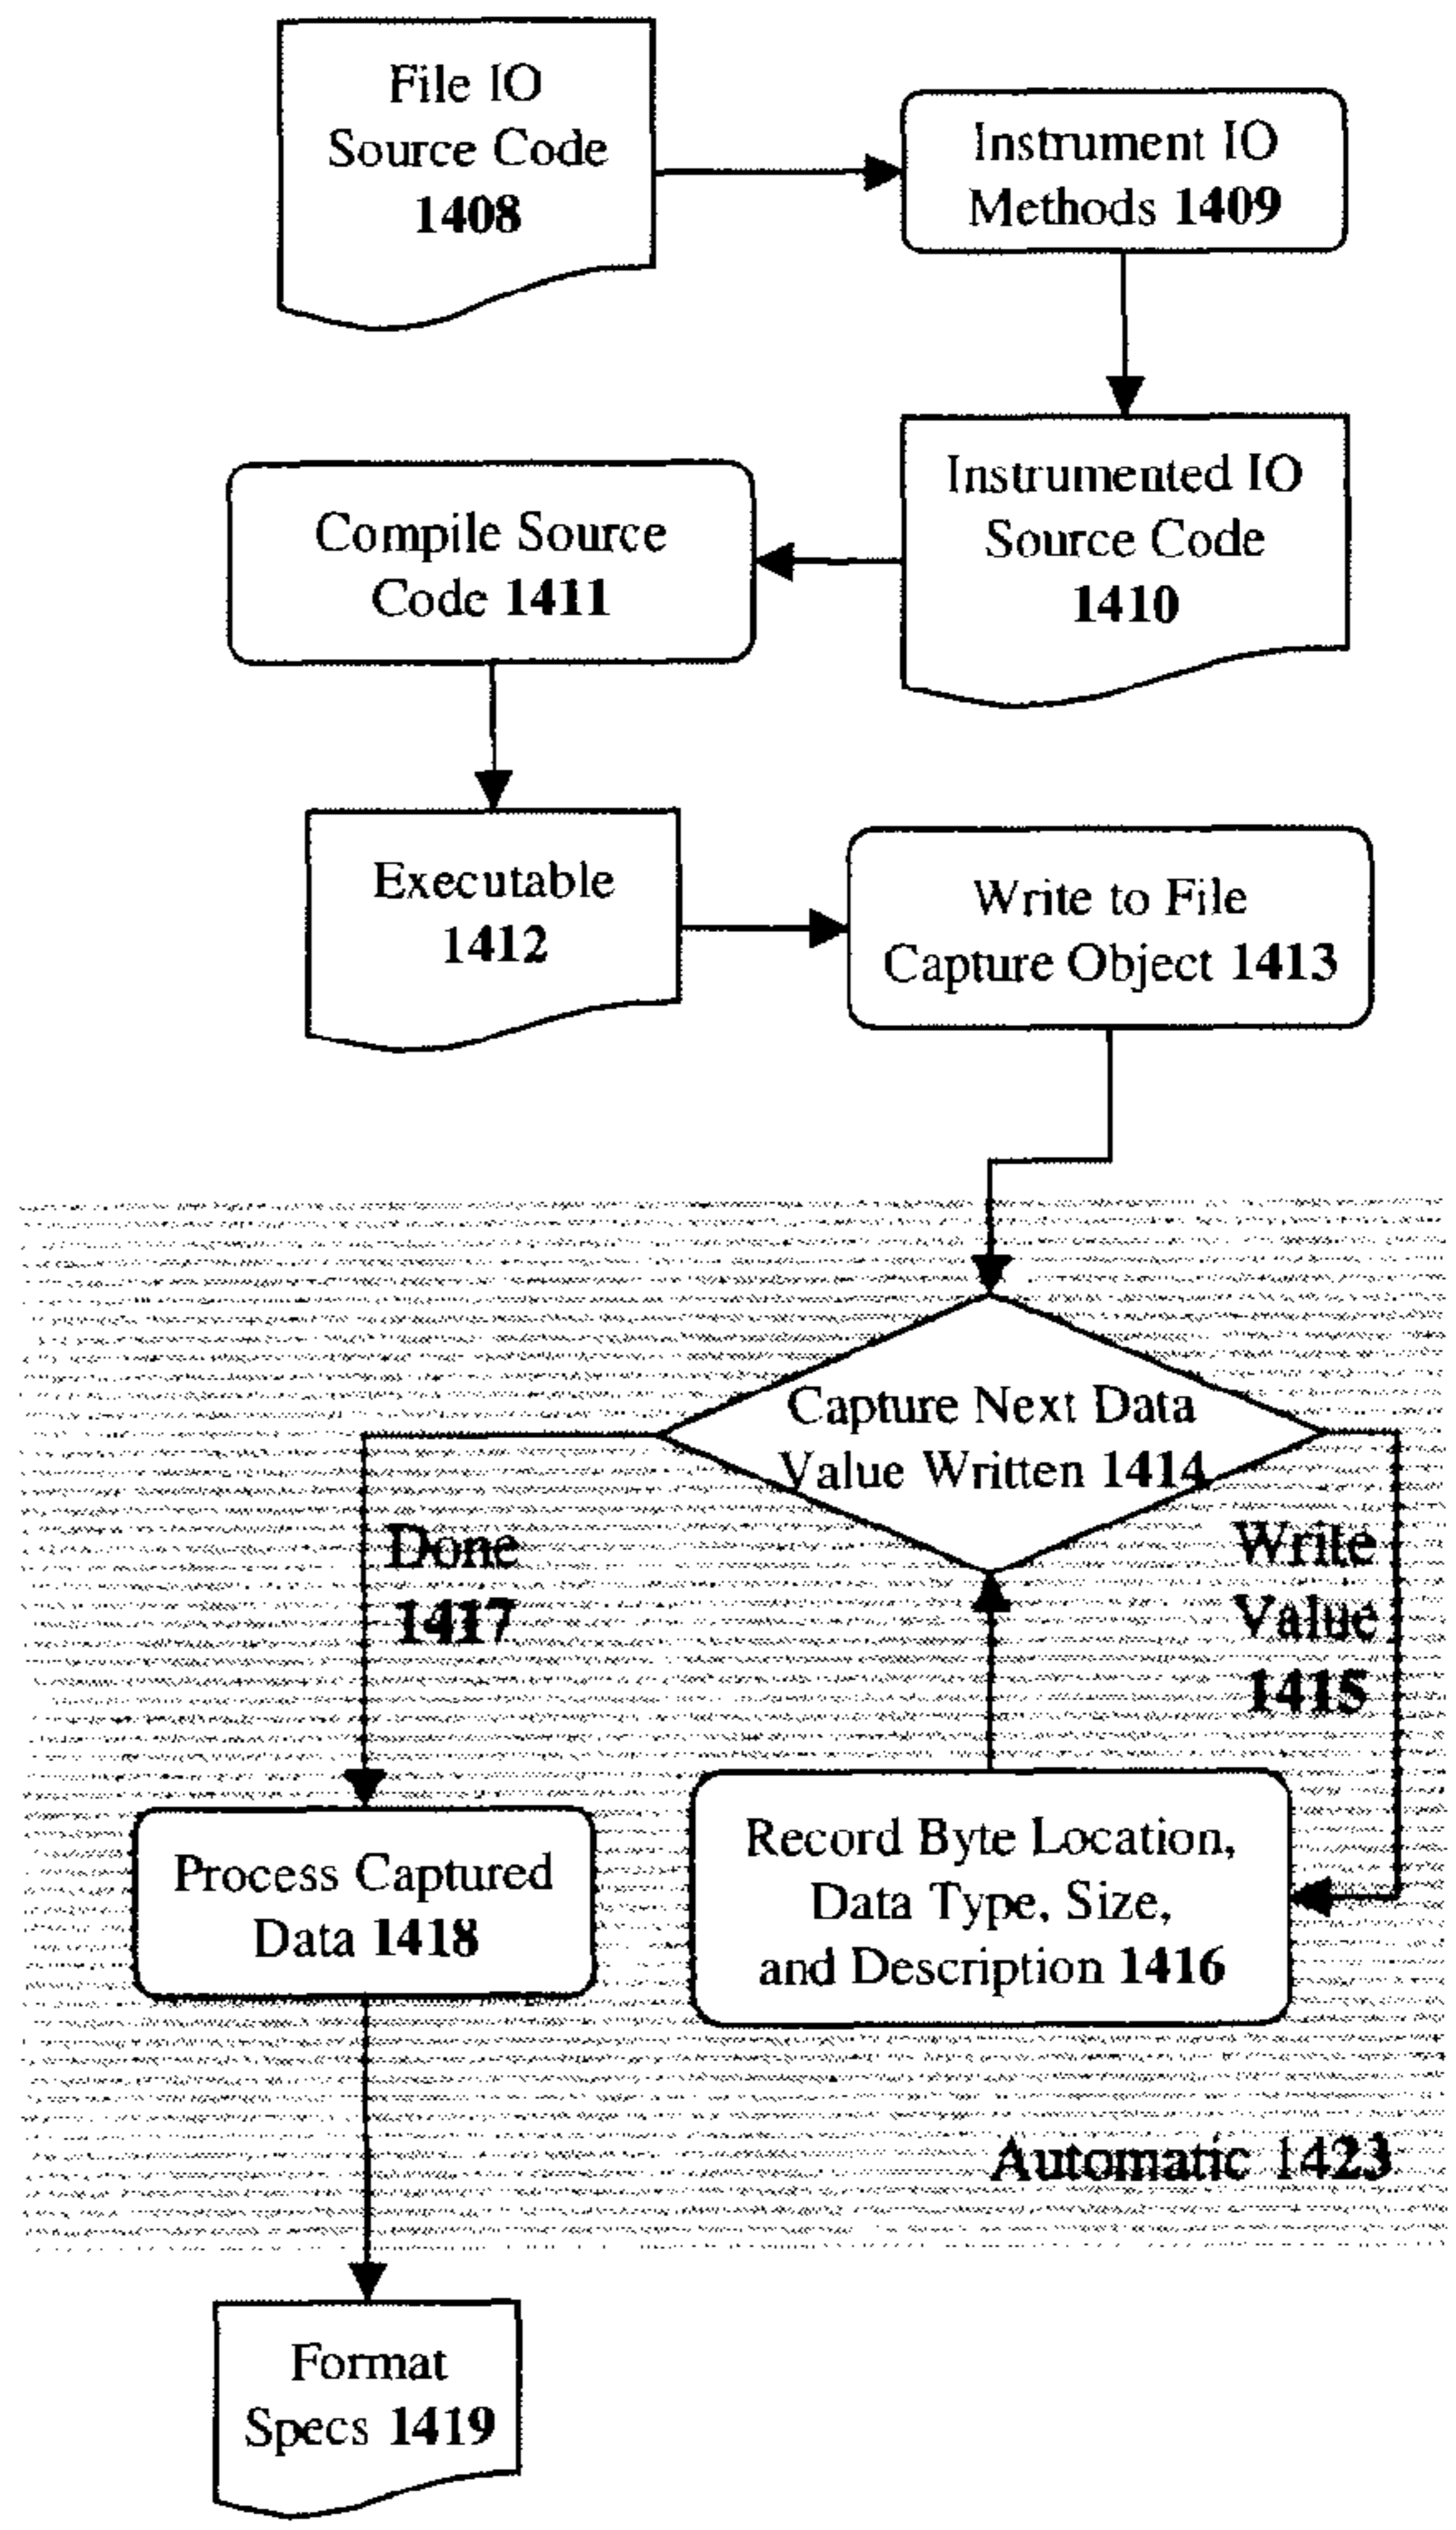 File IO
Source Code
1408
Instrument IO
Methods 1409
Instrumented IO
Source Code
1410
Compile Source
Code 1411
Executable
1412
Write to File
Capture Object 1413
Capture Next Data
Value Written 1414
Done
1417
Write
Value
1415
Process Captured
Data 1418
Record Byte Location,
Data Type, Size,
and Description 1416
Automatic 1423
Format
Specs 1419